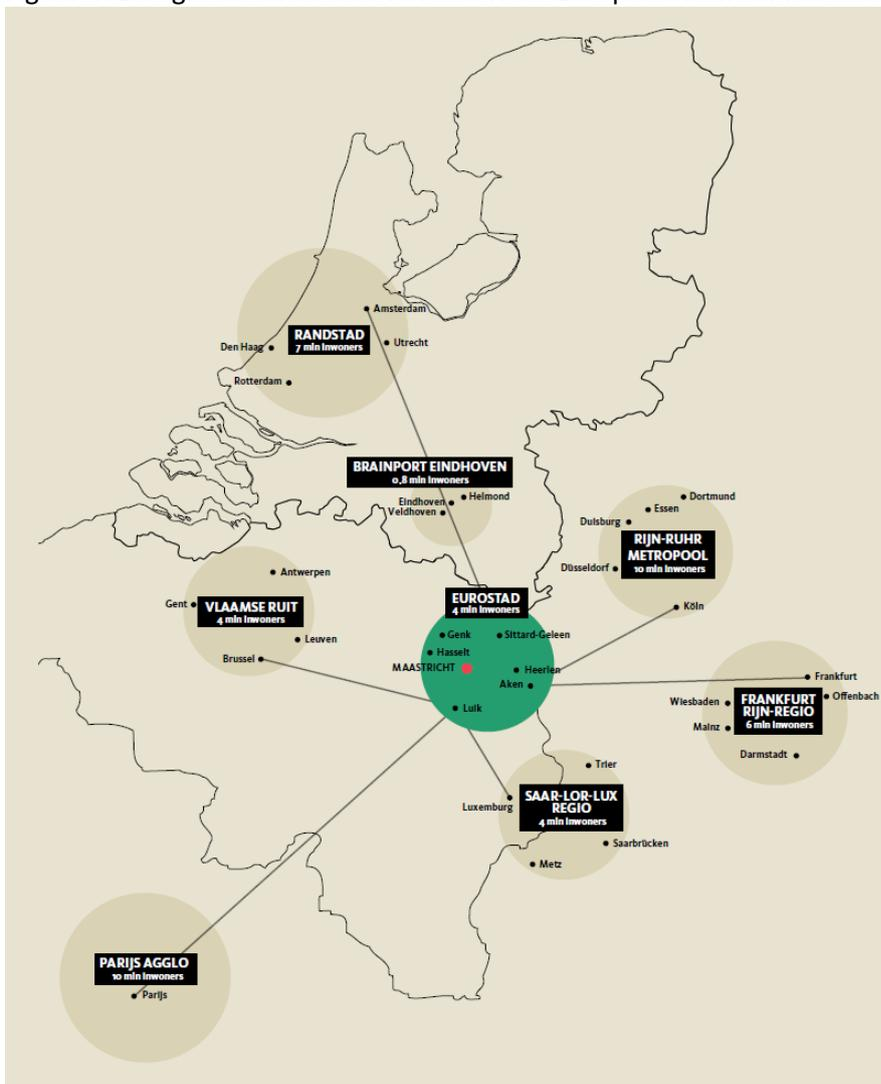 Amsterdam
RANDSTAD
7 mln inwoners
Den Haag
Utrecht
Rotterdam
BRAINPORT EINDHOVEN
0,8 mln inwoners
Eindhoven
Helmond
Veldhoven
Dortmund
Essen
Duisburg
RIJN-RUHR
METROPOOL
10 mln inwoners
Düsseldorf
Köln
Antwerpen
Gent
VLAAMSE RUIT
4 mln inwoners
Leuven
Brussel
EUROSTAD
4 mln inwoners
Genk
Sittard-Geleen
Hasselt
MAASTRICHT
Heerlen
Aken
Luik
Frankfurt
Offenbach
Wiesbaden
FRANKFURT
RIJN-REGIO
6 mln inwoners
Mainz
Darmstadt
Trier
Luxemburg
SAAR-LOR-LUX
REGIO
4 mln inwoners
Saarbrücken
Metz
PARIJS AGGLO
10 mln inwoners
Parijs